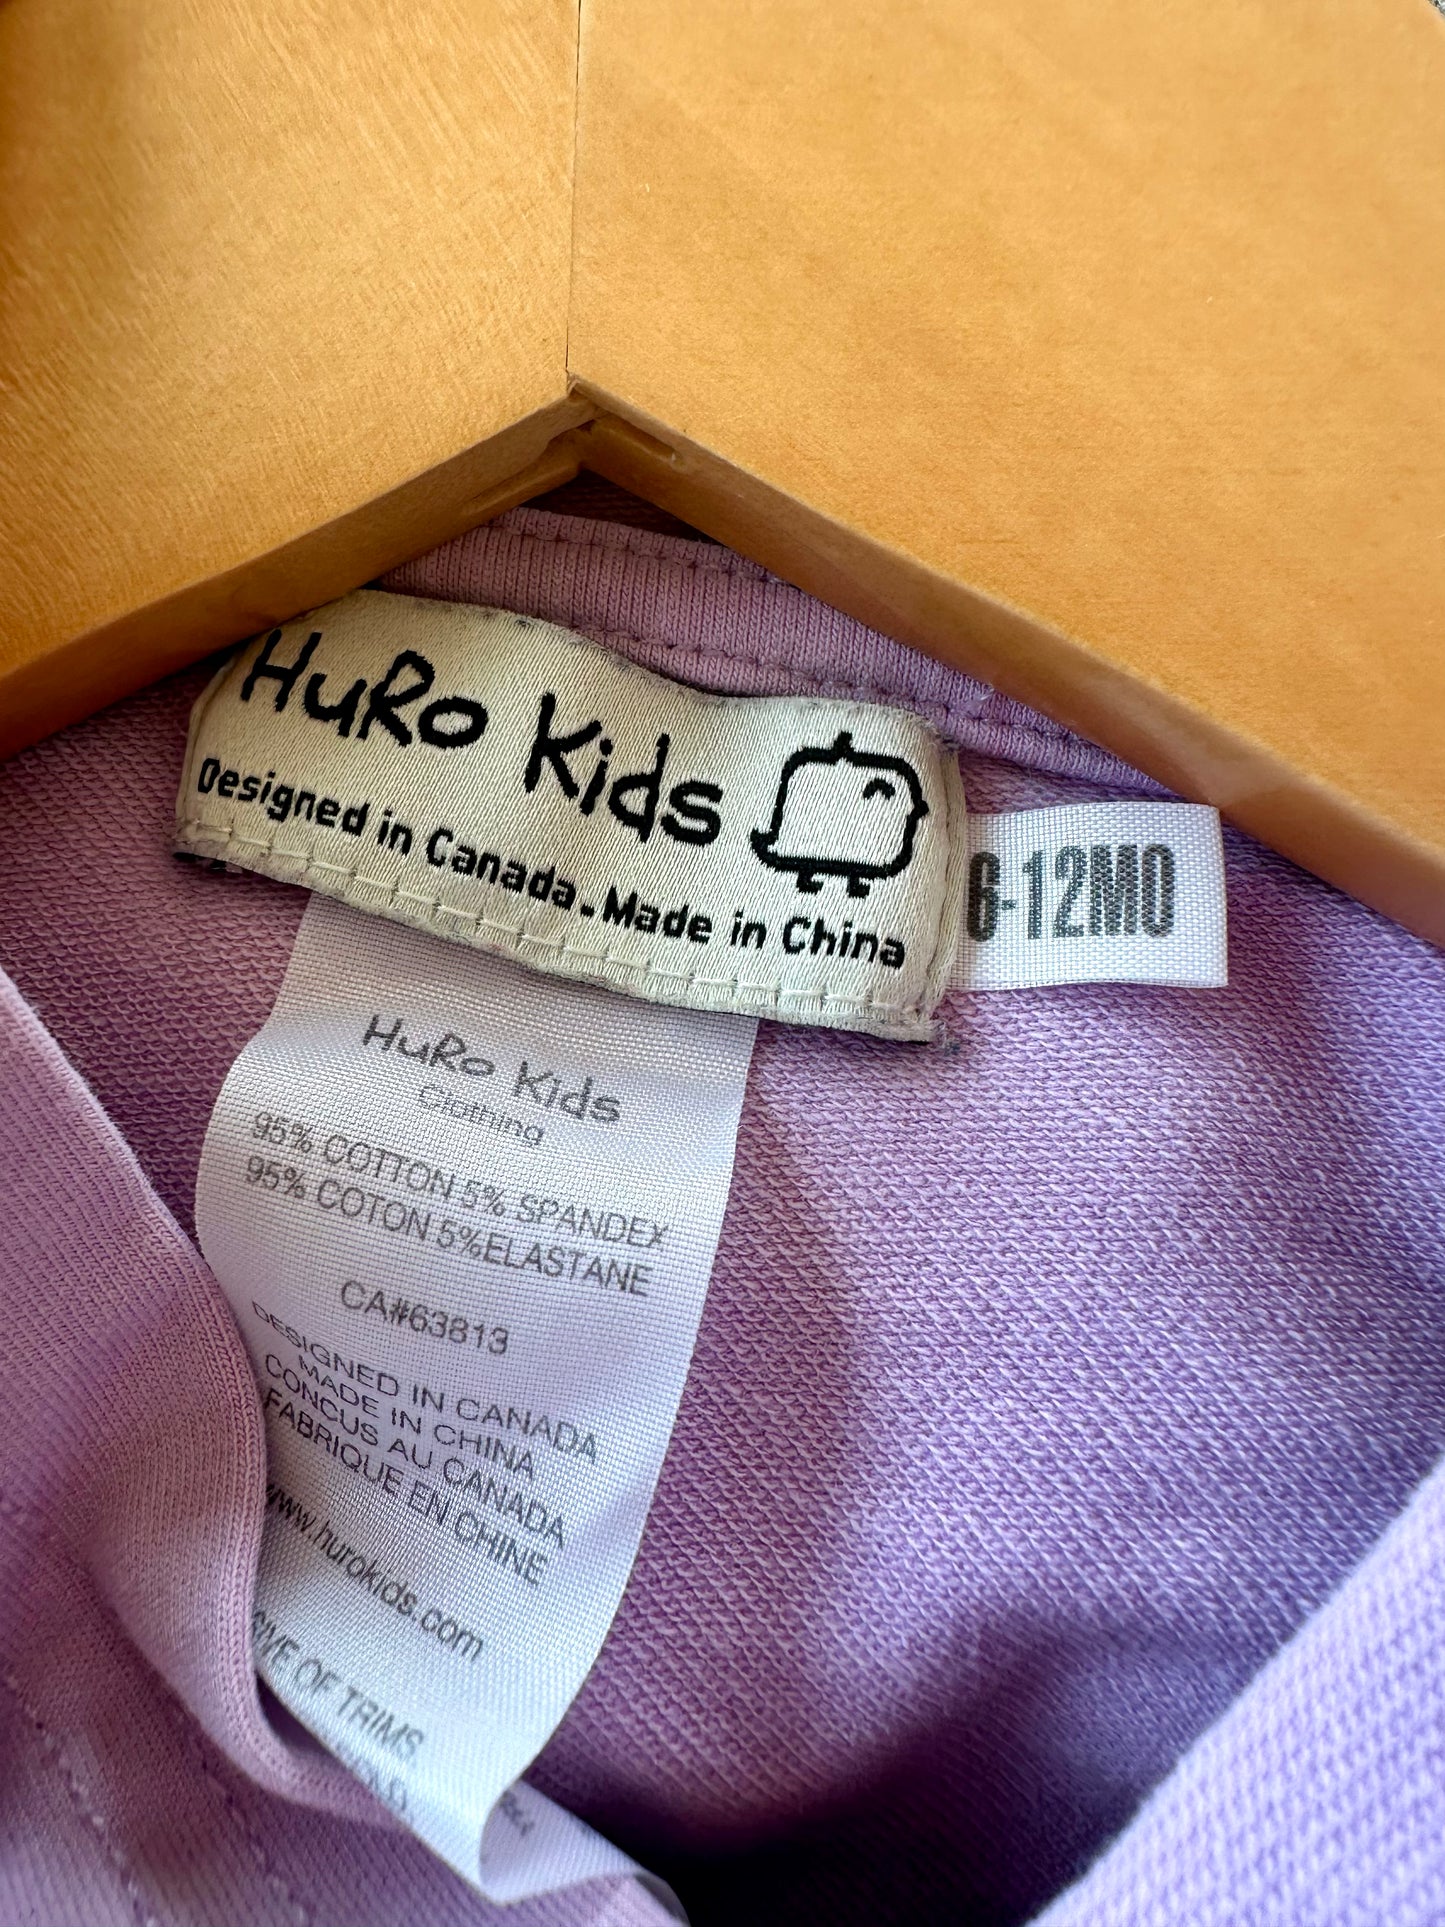 HuRo Kids
Designed in Canada. Made in China
6-12MO
HuRo Kids
Clothing
95% COTTON 5% SPANDEX
95% COTON 5%ELASTANE
CA#63813
DESIGNED IN CANADA
MADE IN CHINA
CONCUS AU CANADA
FABRIQUE EN CHINE
www.hurokids.com
SIVE OF TRIMS